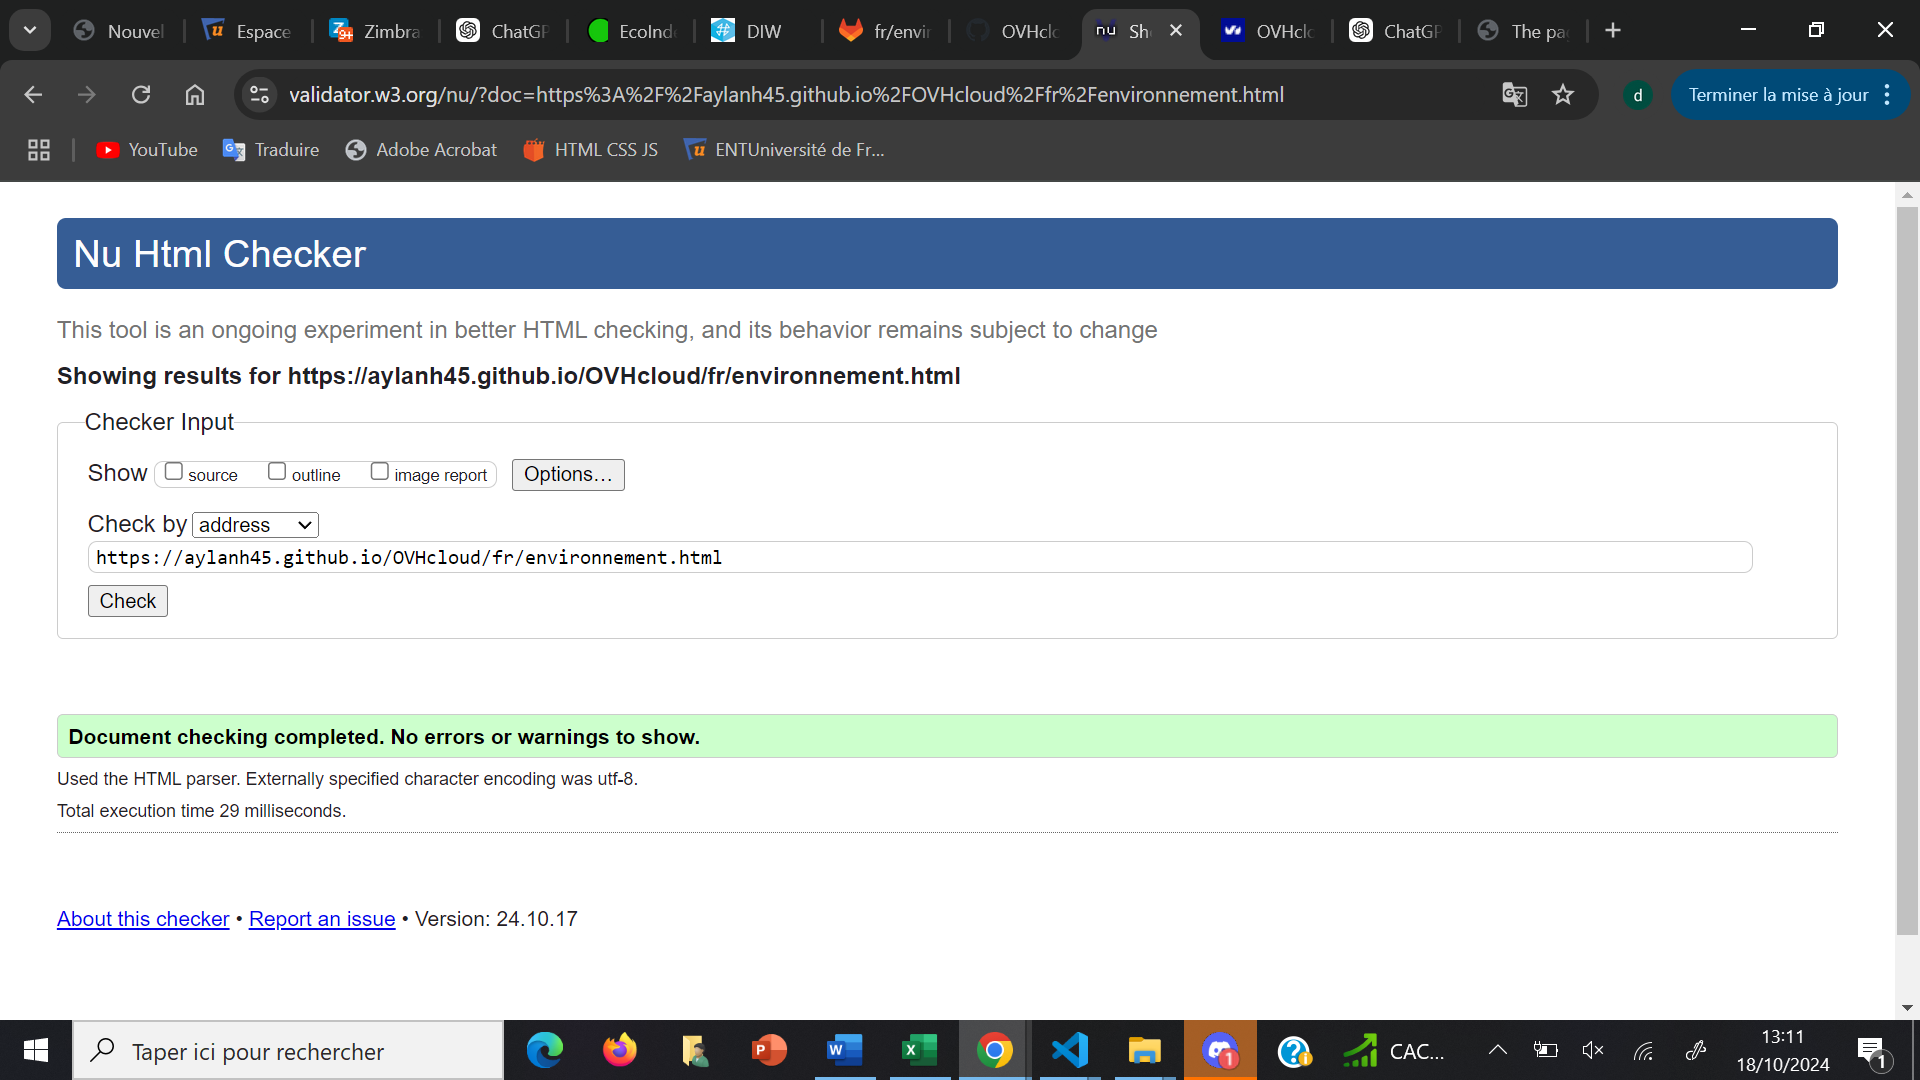 Nouvel
Espace
Zimbra
ChatGP
EcoInde
DIW
fr/envir
OVHclo
nu
Sho
OVHclo
ChatGP
The pa
validator.w3.org/nu/?doc=https%3A%2F%2Faylanh45.github.io%2FOVHcloud%2Ffr%2Fenvironnement.html
d
Terminer la mise à jour
YouTube
Traduire
Adobe Acrobat
HTML CSS JS
ENTUniversité de Fr...
Nu Html Checker
This tool is an ongoing experiment in better HTML checking, and its behavior remains subject to change
Showing results for https://aylanh45.github.io/OVHcloud/fr/environnement.html
Checker Input
Show source outline image report Options...
Check by address
https://aylanh45.github.io/OVHcloud/fr/environnement.html
Check
Document checking completed. No errors or warnings to show.
Used the HTML parser. Externally specified character encoding was utf-8.
Total execution time 29 milliseconds.
About this checker • Report an issue • Version: 24.10.17
Taper ici pour rechercher
1
CAC...
13:11
18/10/2024
1